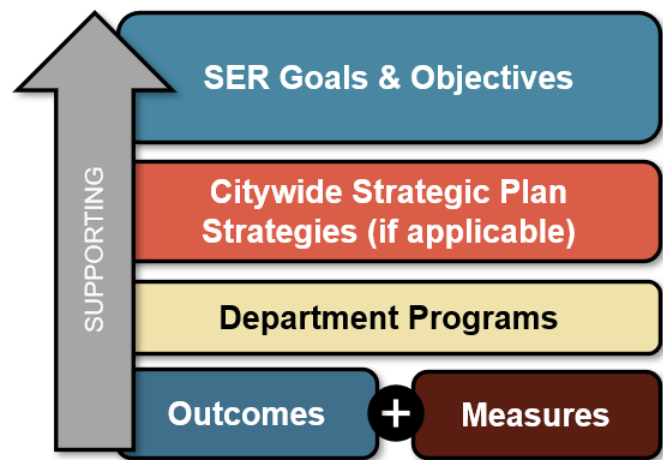 SER Goals & Objectives
SUPPORTING
Citywide Strategic Plan
Strategies (if applicable)
Department Programs
Outcomes + Measures